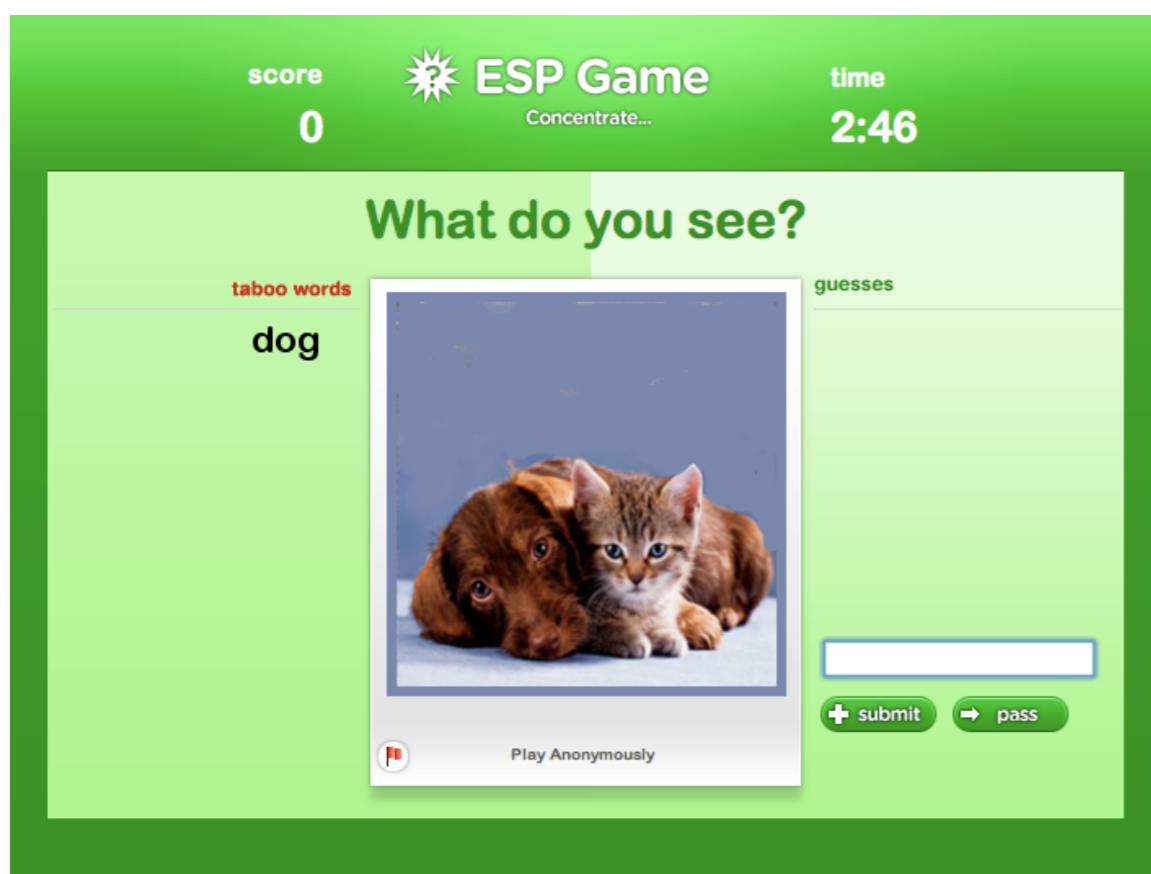 score
ESP Game
time
0
Concentrate...
2:46
What do you see?
taboo words
guesses
dog
submit
pass
Play Anonymously